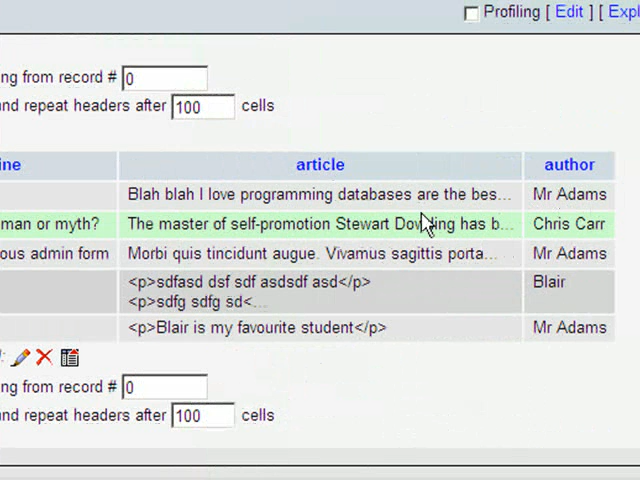 Profiling [ Edit ] [ Expl
ng from record # 0
nd repeat headers after 100 cells
ine article author
Blah blah I love programming databases are the bes... Mr Adams
man or myth? The master of self-promotion Stewart Dowling has b... Chris Carr
ous admin form Morbi quis tincidunt augue. Vivamus sagittis porta... Mr Adams
<p>sdfasd dsf sdf asdsdf asd</p> Blair
<p>sdfg sdfg sd<...
<p>Blair is my favourite student</p> Mr Adams
ng from record # 0
nd repeat headers after 100 cells